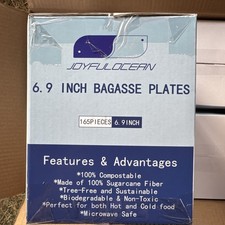 JOYFULOCEAN
6.9 INCH BAGASSE PLATES
165PIECES 6.9INCH
Features & Advantages
*100% Compostable
*Made of 100% Sugarcane Fiber
*Tree-Free and Sustainable
*Biodegradable & Non-Toxic
*Perfect for both Hot and Cold food
*Microwave Safe